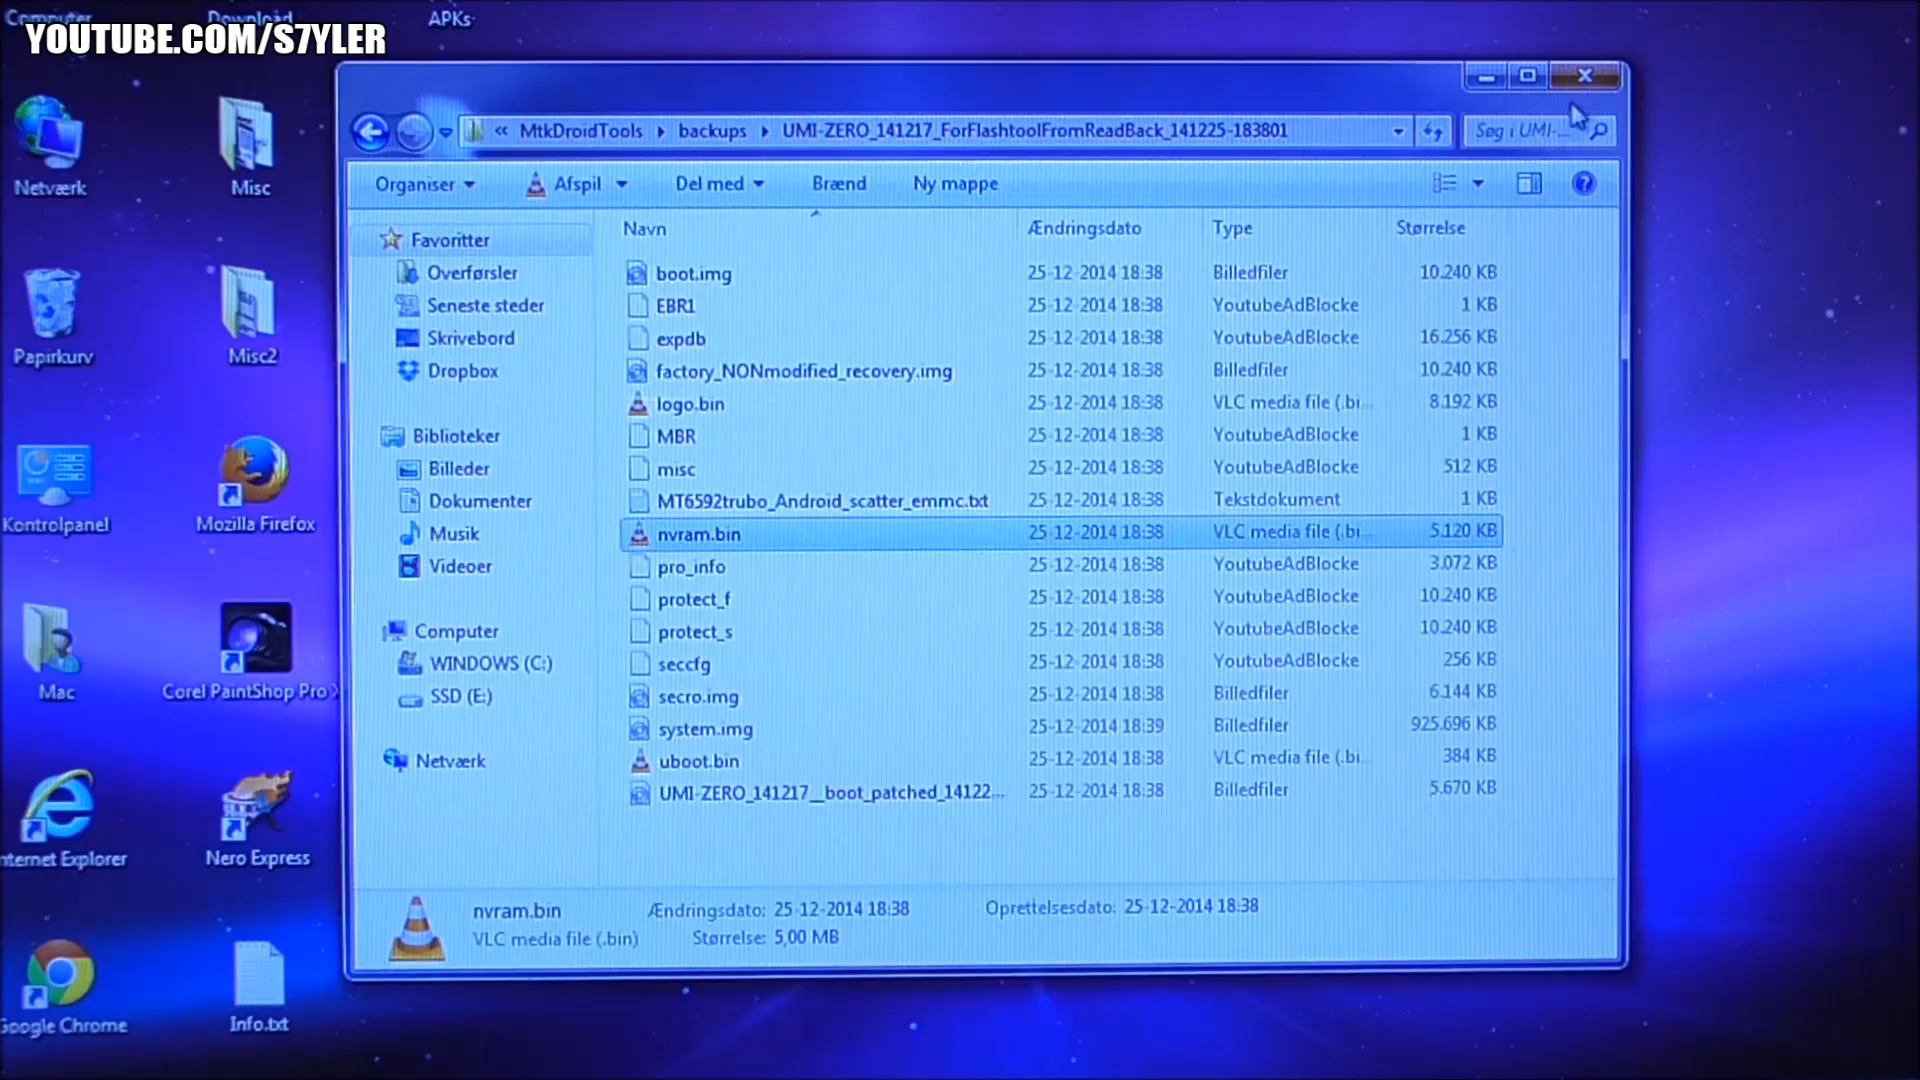 Computer
Download
APKs
YOUTUBE.COM/S7YLER
Netværk
Misc
Papirkurv
Misc2
Kontrolpanel
Mozilla Firefox
Mac
Corel PaintShop Pro X
nternet Explorer
Nero Express
Google Chrome
Info.txt
« MtkDroidTools ▸ backups ▸ UMI-ZERO_141217_ForFlashtoolFromReadBack_141225-183801
Søg i UMI-...
Organiser
Afspil
Del med
Brænd
Ny mappe
Favoritter
Overførsler
Seneste steder
Skrivebord
Dropbox
Biblioteker
Billeder
Dokumenter
Musik
Videoer
Computer
WINDOWS (C:)
SSD (E:)
Netværk
Navn Ændringsdato Type Størrelse
boot.img 25-12-2014 18:38 Billedfiler 10.240 KB
EBR1 25-12-2014 18:38 YoutubeAdBlocke 1 KB
expdb 25-12-2014 18:38 YoutubeAdBlocke 16.256 KB
factory_NONmodified_recovery.img 25-12-2014 18:38 Billedfiler 10.240 KB
logo.bin 25-12-2014 18:38 VLC media file (.bi... 8.192 KB
MBR 25-12-2014 18:38 YoutubeAdBlocke 1 KB
misc 25-12-2014 18:38 YoutubeAdBlocke 512 KB
MT6592trubo_Android_scatter_emmc.txt 25-12-2014 18:38 Tekstdokument 1 KB
nvram.bin 25-12-2014 18:38 VLC media file (.bi... 5.120 KB
pro_info 25-12-2014 18:38 YoutubeAdBlocke 3.072 KB
protect_f 25-12-2014 18:38 YoutubeAdBlocke 10.240 KB
protect_s 25-12-2014 18:38 YoutubeAdBlocke 10.240 KB
seccfg 25-12-2014 18:38 YoutubeAdBlocke 256 KB
secro.img 25-12-2014 18:38 Billedfiler 6.144 KB
system.img 25-12-2014 18:39 Billedfiler 925.696 KB
uboot.bin 25-12-2014 18:38 VLC media file (.bi... 384 KB
UMI-ZERO_141217__boot_patched_14122... 25-12-2014 18:38 Billedfiler 5.670 KB
nvram.bin Ændringsdato: 25-12-2014 18:38 Oprettelsesdato: 25-12-2014 18:38
VLC media file (.bin) Størrelse: 5,00 MB